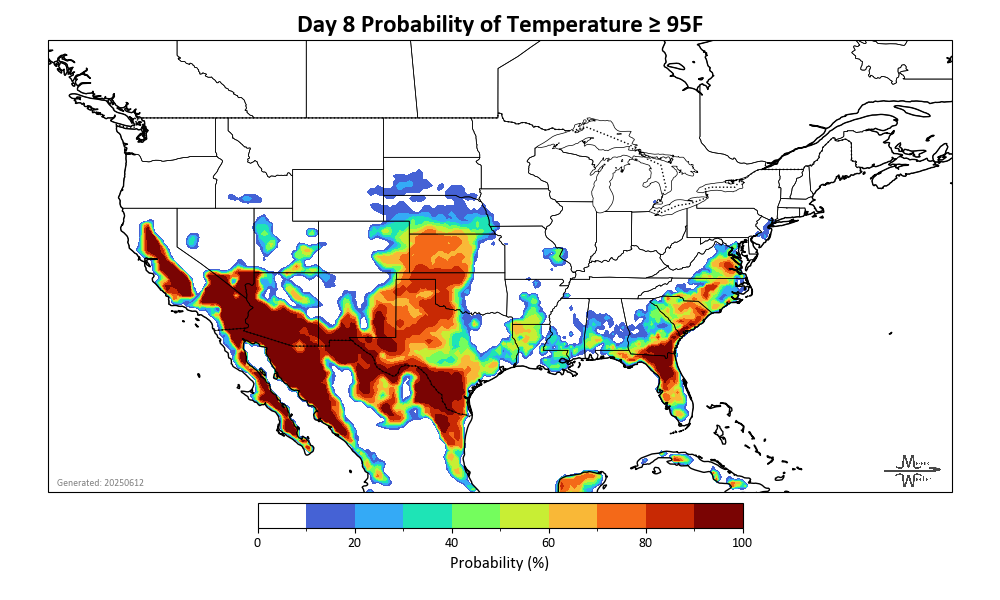 Day 8 Probability of Temperature ≥ 95F
Generated: 20250612
0 20 40 60 80 100
Probability (%)